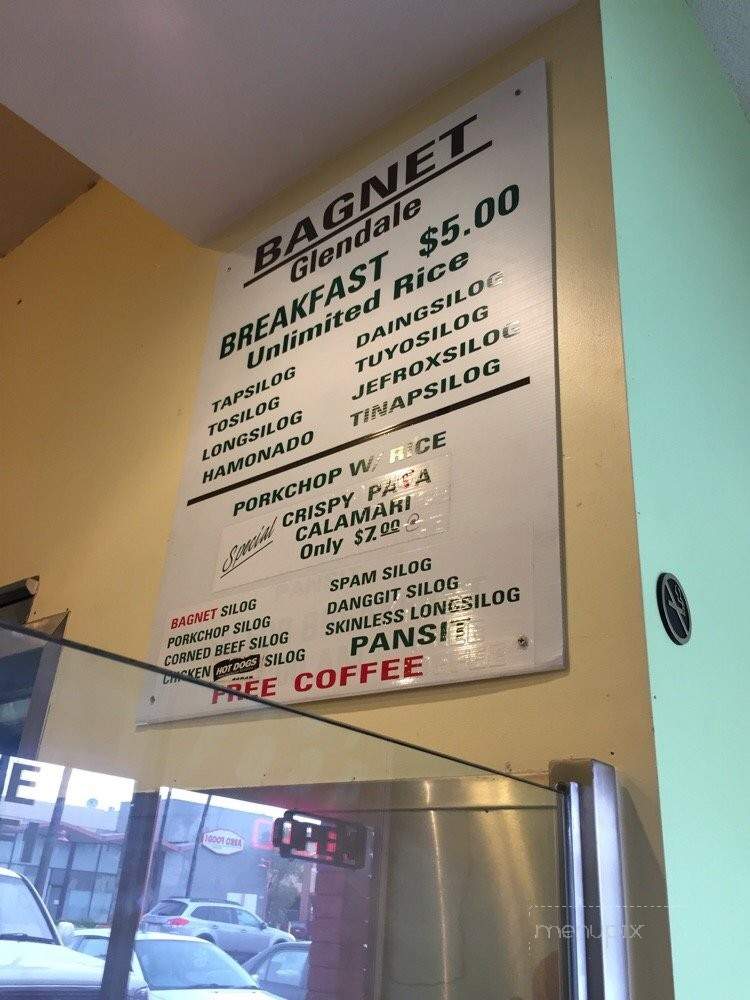 BAGNET
Glendale
BREAKFAST $5.00
Unlimited Rice
TAPSILOG
TOSILOG
LONGSILOG
HAMONADO
DAINGSILOG
TUYOSILOG
JEFROXSILOG
TINAPSILOG
PORKCHOP W/ RICE
Special
CRISPY PATA
CALAMARI
Only $7.00
BAGNET SILOG
PORKCHOP SILOG
CORNED BEEF SILOG
CHICKEN HOT DOGS /SILOG
SPAM SILOG
DANGGIT SILOG
SKINLESS LONGSILOG
PANSIT
FREE COFFEE
menupix